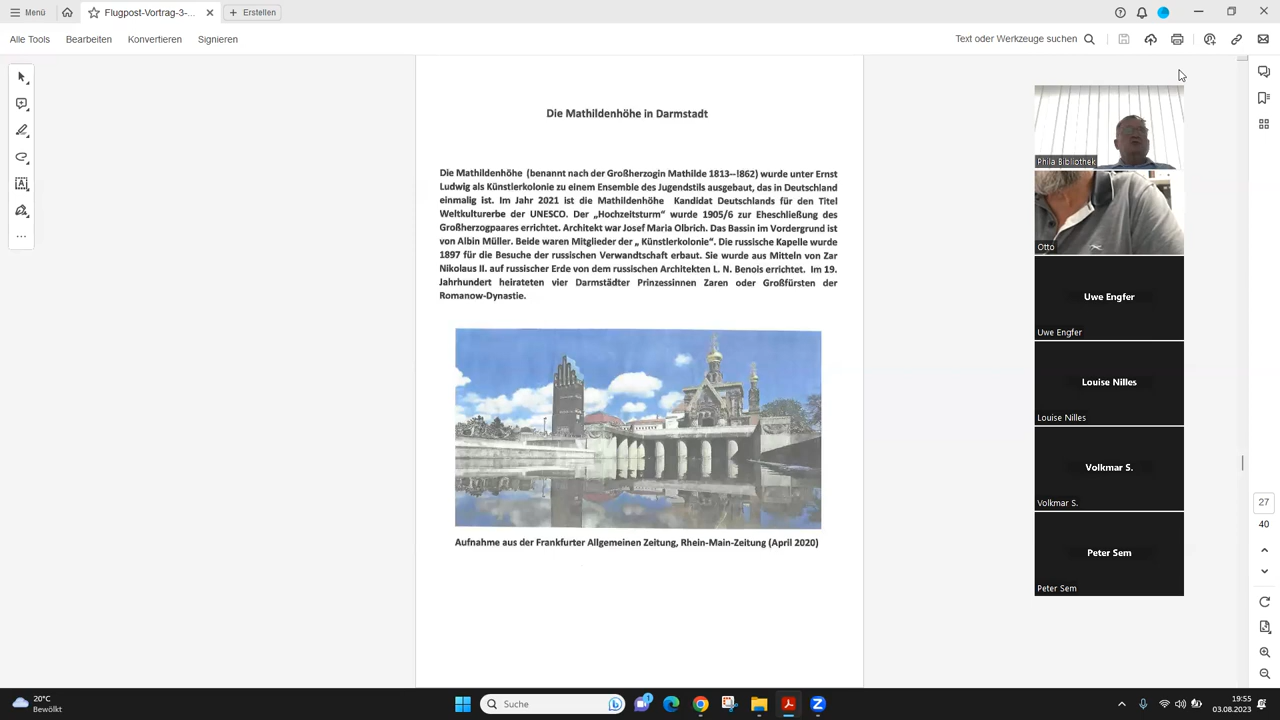 Menü
Flugpost-Vortrag-3-...
Erstellen
Alle Tools
Bearbeiten
Konvertieren
Signieren
Text oder Werkzeuge suchen
Die Mathildenhöhe in Darmstadt
Die Mathildenhöhe (benannt nach der Großherzogin Mathilde 1813--!862) wurde unter Ernst
Ludwig als Künstlerkolonie zu einem Ensemble des Jugendstils ausgebaut, das in Deutschland
einmalig ist. Im Jahr 2021 ist die Mathildenhöhe Kandidat Deutschlands für den Titel
Weltkulturerbe der UNESCO. Der „Hochzeitsturm“ wurde 1905/6 zur Eheschließung des
Großherzogpaares errichtet. Architekt war Josef Maria Olbrich. Das Bassin im Vordergrund ist
von Albin Müller. Beide waren Mitglieder der „ Künstlerkolonie“. Die russische Kapelle wurde
1897 für die Besuche der russischen Verwandtschaft erbaut. Sie wurde aus Mitteln von Zar
Nikolaus II. auf russischer Erde von dem russischen Architekten L. N. Benois errichtet. Im 19.
Jahrhundert heirateten vier Darmstädter Prinzessinnen Zaren oder Großfürsten der
Romanow-Dynastie.
Aufnahme aus der Frankfurter Allgemeinen Zeitung, Rhein-Main-Zeitung (April 2020)
Phila Bibliothek
Otto
Uwe Engfer
Uwe Engfer
Louise Nilles
Louise Nilles
Volkmar S.
Volkmar S.
Peter Sem
Peter Sem
27
40
20°C
Bewölkt
Suche
1
19:55
03.08.2023